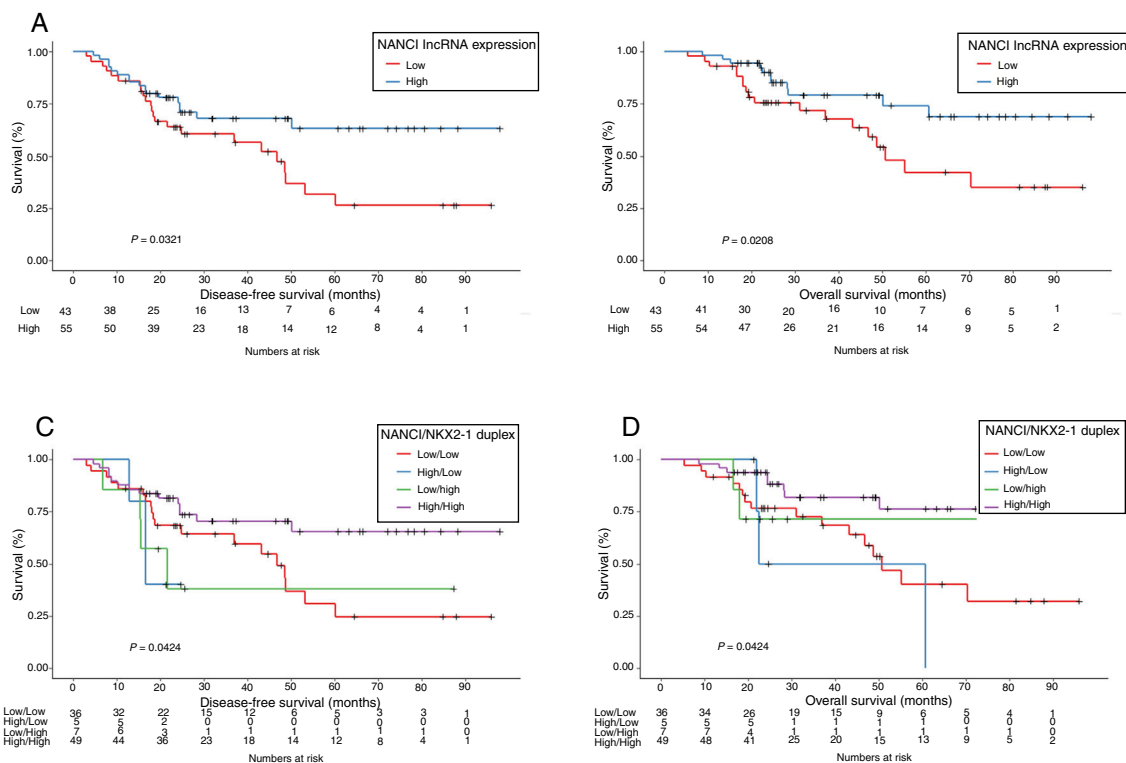 A
NANCI lncRNA expression
Low
High
1.00
0.75
0.50
0.25
0.00
Survival (%)
P = 0.0321
0 10 20 30 40 50 60 70 80 90
Disease-free survival (months)
Low 43 38 25 16 13 7 6 4 4 1
High 55 50 39 23 18 14 12 8 4 1
Numbers at risk
NANCI lncRNA expression
Low
High
1.00
0.75
0.50
0.25
0.00
Survival (%)
P = 0.0208
0 10 20 30 40 50 60 70 80 90
Overall survival (months)
Low 43 41 30 20 16 10 7 6 5 1
High 55 54 47 26 21 16 14 9 5 2
Numbers at risk
C
NANCI/NKX2-1 duplex
Low/Low
High/Low
Low/high
High/High
1.00
0.75
0.50
0.25
0.00
Survival (%)
P = 0.0424
0 10 20 30 40 50 60 70 80 90
Disease-free survival (months)
Low/Low 36 32 22 15 12 6 5 3 3 1
High/Low 5 5 2 0 0 0 0 0 0 0
Low/High 7 6 3 1 1 1 1 1 1 0
High/High 49 44 36 23 18 14 12 8 4 1
Numbers at risk
D
NANCI/NKX2-1 duplex
Low/Low
High/Low
Low/high
High/High
1.00
0.75
0.50
0.25
0.00
Survival (%)
P = 0.0424
0 10 20 30 40 50 60 70 80 90
Overall survival (months)
Low/Low 36 34 26 19 15 9 6 5 4 1
High/Low 5 5 5 1 1 1 1 0 0 0
Low/High 7 7 4 1 1 1 1 1 1 0
High/High 49 48 41 25 20 15 13 9 5 2
Numbers at risk